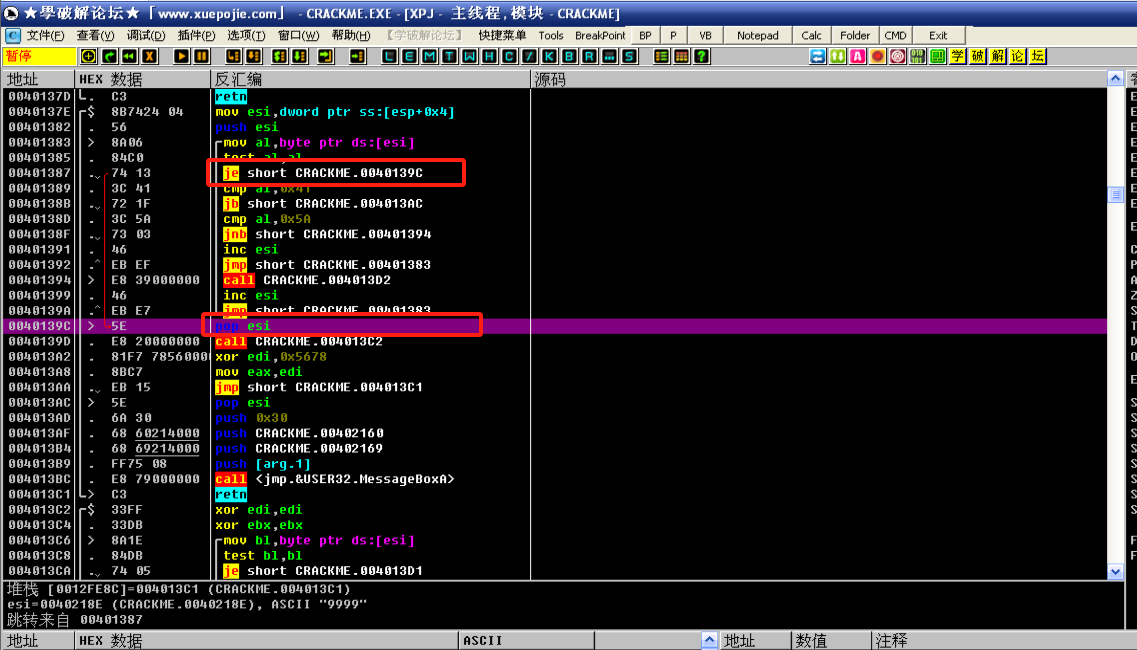 ★學破解论坛★「www.xuepojie.com」 - CRACKME.EXE - [XPJ - 主线程,模块 - CRACKME]
C 文件(F) 查看(V) 调试(D) 插件(P) 选项(T) 窗口(W) 帮助(H) 【学破解论坛】 快捷菜单 Tools BreakPoint BP P VB Notepad Calc Folder CMD Exit
暂停 L E M T W H C / K B R ... S A 学 破 解 论 坛
地址 HEX 数据 反汇编 源码
0040137D . C3 retn
0040137E $ 8B7424 04 mov esi,dword ptr ss:[esp+0x4]
00401382 . 56 push esi
00401383 > 8A06 mov al,byte ptr ds:[esi]
00401385 . 84C0 test al,al
00401387 . 74 13 je short CRACKME.0040139C
00401389 . 3C 41 cmp al,0x41
0040138B . 72 1F jb short CRACKME.004013AC
0040138D . 3C 5A cmp al,0x5A
0040138F . 73 03 jnb short CRACKME.00401394
00401391 . 46 inc esi
00401392 .^ EB EF jmp short CRACKME.00401383
00401394 > E8 39000000 call CRACKME.004013D2
00401399 . 46 inc esi
0040139A .^ EB E7 jmp short CRACKME.00401383
0040139C > 5E pop esi
0040139D . E8 20000000 call CRACKME.004013C2
004013A2 . 81F7 7856000 xor edi,0x5678
004013A8 . 8BC7 mov eax,edi
004013AA . EB 15 jmp short CRACKME.004013C1
004013AC > 5E pop esi
004013AD . 6A 30 push 0x30
004013AF . 68 60214000 push CRACKME.00402160
004013B4 . 68 69214000 push CRACKME.00402169
004013B9 . FF75 08 push [arg.1]
004013BC . E8 79000000 call <jmp.&USER32.MessageBoxA>
004013C1 > C3 retn
004013C2 $ 33FF xor edi,edi
004013C4 . 33DB xor ebx,ebx
004013C6 > 8A1E mov bl,byte ptr ds:[esi]
004013C8 . 84DB test bl,bl
004013CA . 74 05 je short CRACKME.004013D1
堆栈 [0012FE8C]=004013C1 (CRACKME.004013C1)
esi=0040218E (CRACKME.0040218E), ASCII "9999"
跳转来自 00401387
地址 HEX 数据 ASCII 地址 数值 注释